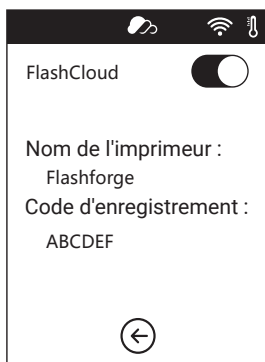 FlashCloud
Nom de l'imprimeur :
Flashforge
Code d'enregistrement :
ABCDEF